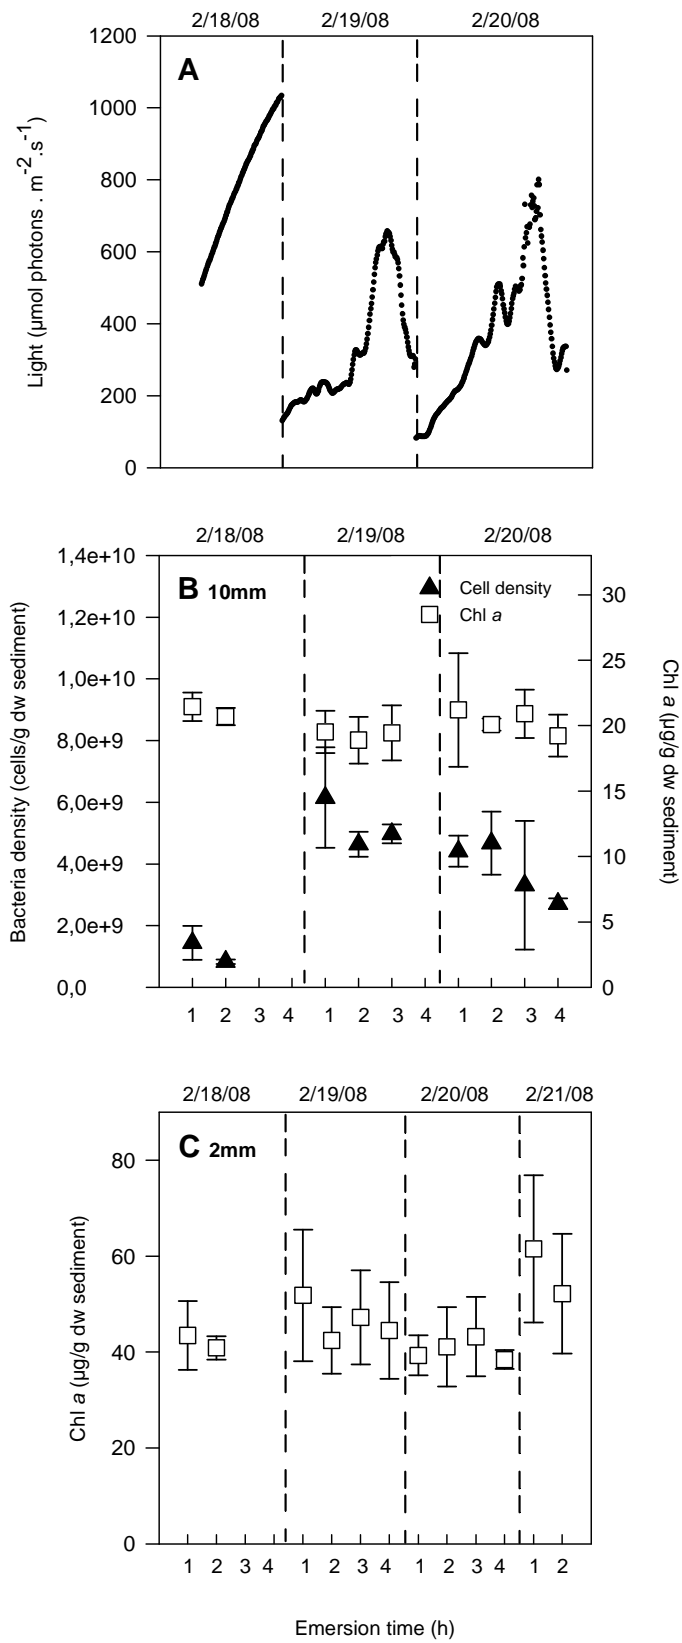 2/18/08 2/19/08 2/20/08
A
1200
1000
800
600
400
200
0
Light (µmol photons . m-2.s-1)
2/18/08 2/19/08 2/20/08
B 10mm
Cell density
Chl a
1,4e+10
1,2e+10
1,0e+10
8,0e+9
6,0e+9
4,0e+9
2,0e+9
0,0
Bacteria density (cells/g dw sediment)
30
25
20
15
10
5
0
Chl a (µg/g dw sediment)
1 2 3 4 1 2 3 4 1 2 3 4
2/18/08 2/19/08 2/20/08 2/21/08
C 2mm
80
60
40
20
0
Chl a (µg/g dw sediment)
1 2 3 4 1 2 3 4 1 2 3 4 1 2
Emersion time (h)